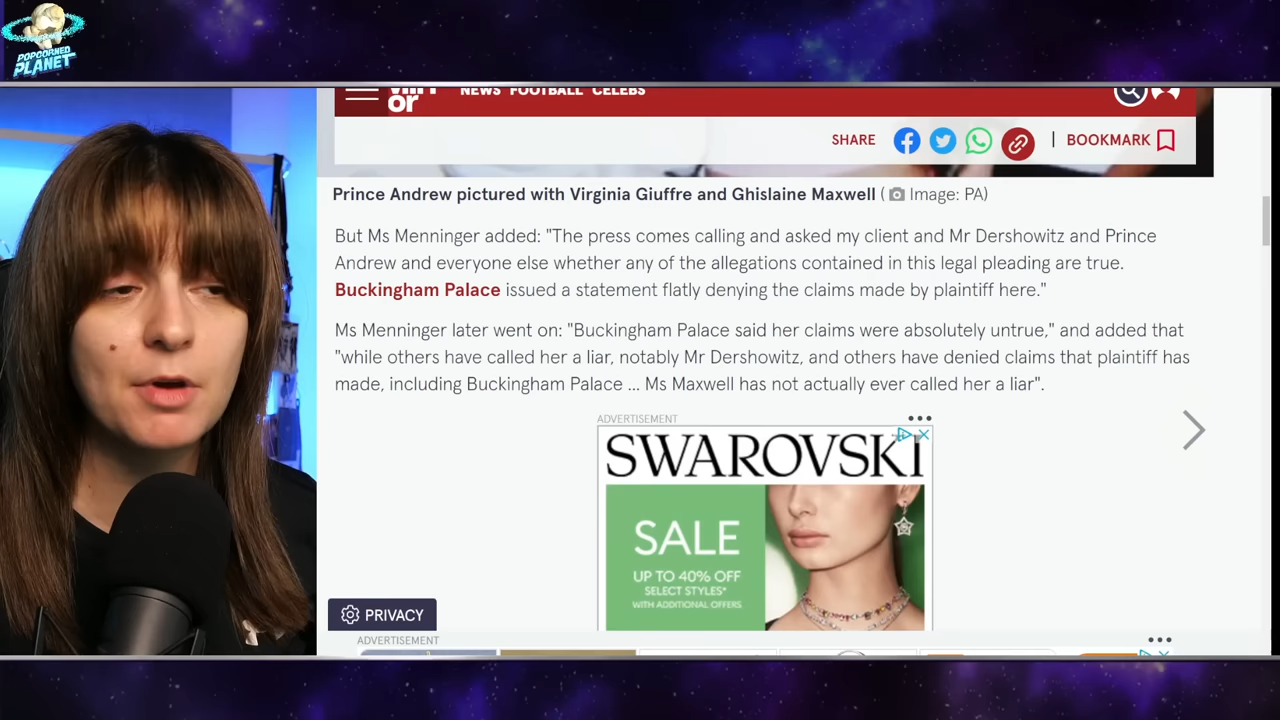 POPCORNED
PLANET
or
NEWS FOOTBALL CELEBS
SHARE
BOOKMARK
Prince Andrew pictured with Virginia Giuffre and Ghislaine Maxwell ( Image: PA)
But Ms Menninger added: "The press comes calling and asked my client and Mr Dershowitz and Prince
Andrew and everyone else whether any of the allegations contained in this legal pleading are true.
Buckingham Palace issued a statement flatly denying the claims made by plaintiff here."
Ms Menninger later went on: "Buckingham Palace said her claims were absolutely untrue," and added that
"while others have called her a liar, notably Mr Dershowitz, and others have denied claims that plaintiff has
made, including Buckingham Palace ... Ms Maxwell has not actually ever called her a liar".
ADVERTISEMENT
SWAROVSKI
SALE
UP TO 40% OFF
SELECT STYLES*
WITH ADDITIONAL OFFERS
PRIVACY
ADVERTISEMENT